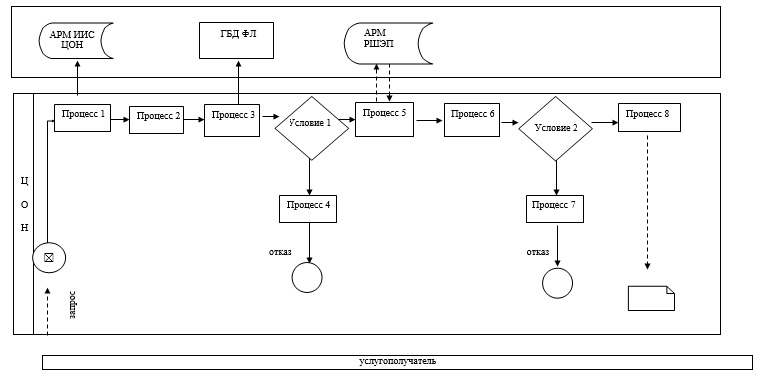 АРМ ИИС
ЦОН
ГБД ФЛ
АРМ
РШЭП
Процесс 1
Процесс 2
Процесс 3
Условие 1
Процесс 5
Процесс 6
Условие 2
Процесс 8
Ц
О
Н
Процесс 4
Процесс 7
отказ
отказ
запрос
услугополучатель